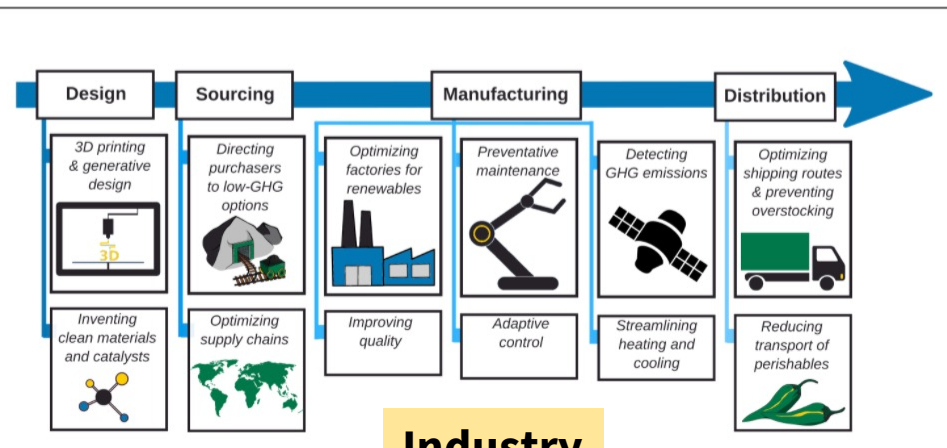 Design
Sourcing
Manufacturing
Distribution
3D printing
& generative
design
3D
Inventing
clean materials
and catalysts
Directing
purchasers
to low-GHG
options
Optimizing
supply chains
Optimizing
factories for
renewables
Improving
quality
Preventative
maintenance
Adaptive
control
Detecting
GHG emissions
Streamlining
heating and
cooling
Optimizing
shipping routes
& preventing
overstocking
Reducing
transport of
perishables
Industry